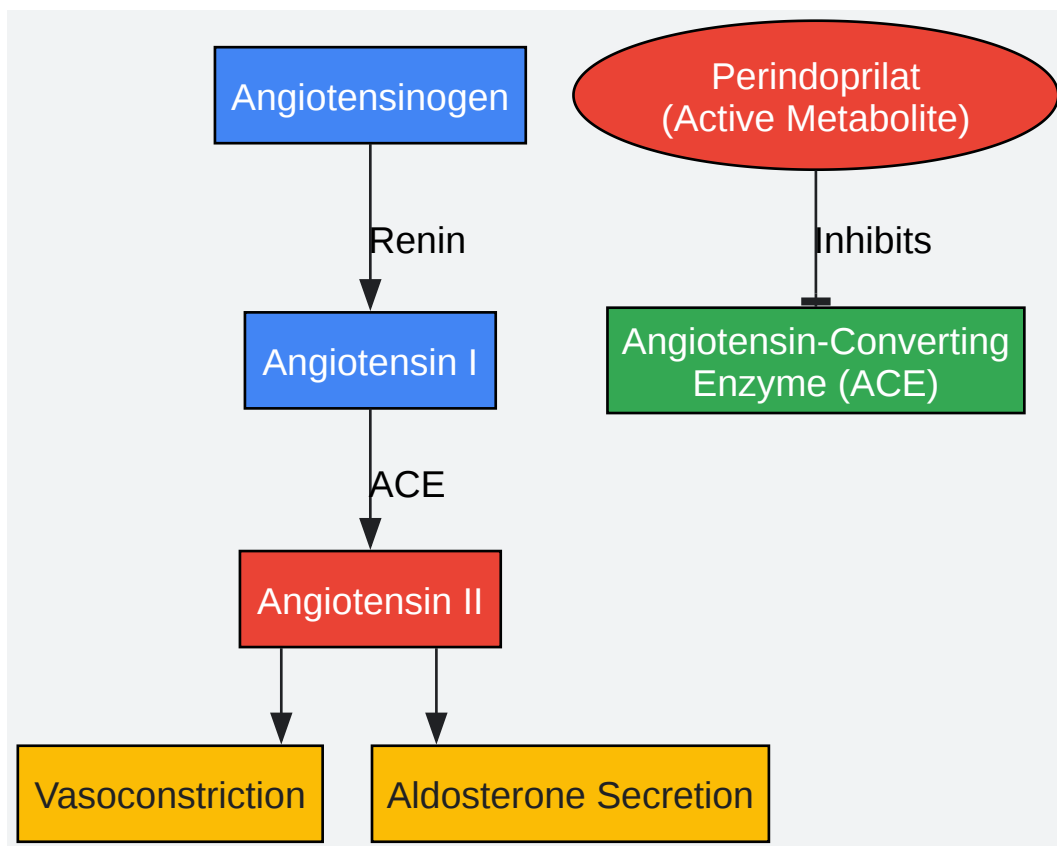 Angiotensinogen
Perindoprilat
(Active Metabolite)
Renin
Inhibits
Angiotensin I
Angiotensin-Converting
Enzyme (ACE)
ACE
Angiotensin II
Vasoconstriction
Aldosterone Secretion